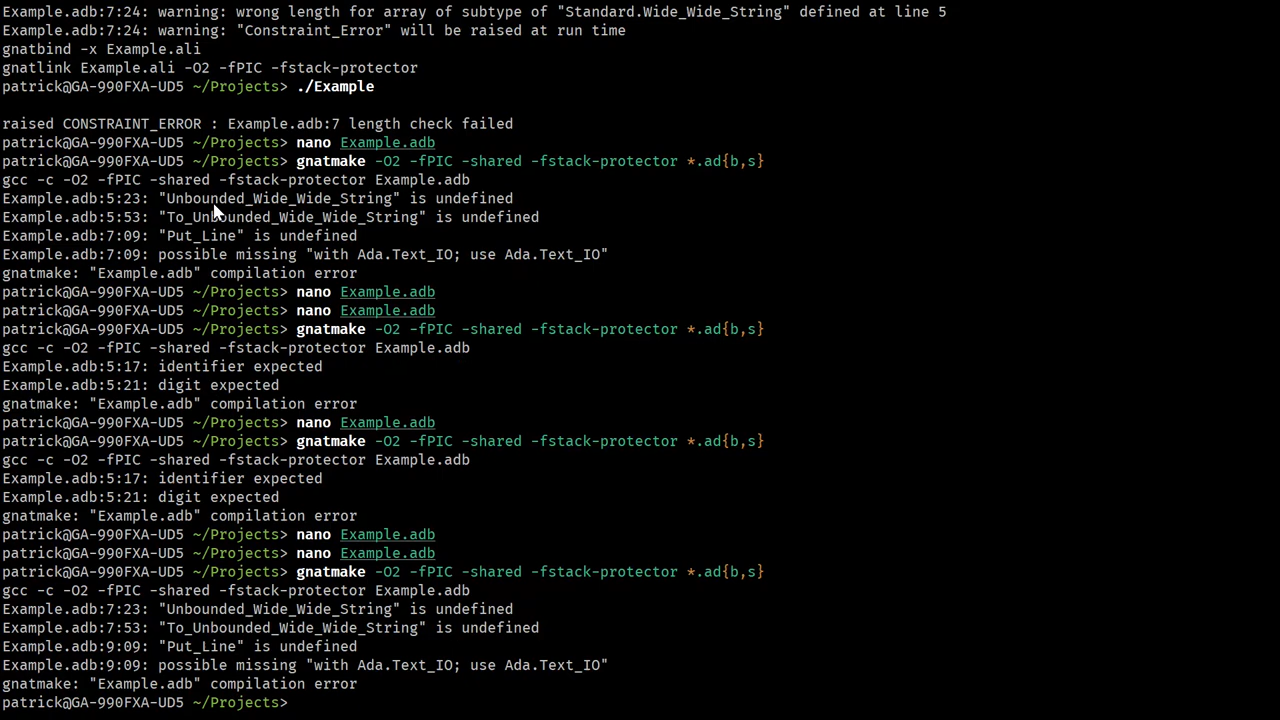 Example.adb:7:24: warning: wrong length for array of subtype of "Standard.Wide_Wide_String" defined at line 5
Example.adb:7:24: warning: "Constraint_Error" will be raised at run time
gnatbind -x Example.ali
gnatlink Example.ali -O2 -fPIC -fstack-protector
patrick@GA-990FXA-UD5 ~/Projects> ./Example
raised CONSTRAINT_ERROR : Example.adb:7 length check failed
patrick@GA-990FXA-UD5 ~/Projects> nano Example.adb
patrick@GA-990FXA-UD5 ~/Projects> gnatmake -O2 -fPIC -shared -fstack-protector *.ad{b,s}
gcc -c -O2 -fPIC -shared -fstack-protector Example.adb
Example.adb:5:23: "Unbounded_Wide_Wide_String" is undefined
Example.adb:5:53: "To_Unbounded_Wide_Wide_String" is undefined
Example.adb:7:09: "Put_Line" is undefined
Example.adb:7:09: possible missing "with Ada.Text_IO; use Ada.Text_IO"
gnatmake: "Example.adb" compilation error
patrick@GA-990FXA-UD5 ~/Projects> nano Example.adb
patrick@GA-990FXA-UD5 ~/Projects> nano Example.adb
patrick@GA-990FXA-UD5 ~/Projects> gnatmake -O2 -fPIC -shared -fstack-protector *.ad{b,s}
gcc -c -O2 -fPIC -shared -fstack-protector Example.adb
Example.adb:5:17: identifier expected
Example.adb:5:21: digit expected
gnatmake: "Example.adb" compilation error
patrick@GA-990FXA-UD5 ~/Projects> nano Example.adb
patrick@GA-990FXA-UD5 ~/Projects> gnatmake -O2 -fPIC -shared -fstack-protector *.ad{b,s}
gcc -c -O2 -fPIC -shared -fstack-protector Example.adb
Example.adb:5:17: identifier expected
Example.adb:5:21: digit expected
gnatmake: "Example.adb" compilation error
patrick@GA-990FXA-UD5 ~/Projects> nano Example.adb
patrick@GA-990FXA-UD5 ~/Projects> nano Example.adb
patrick@GA-990FXA-UD5 ~/Projects> gnatmake -O2 -fPIC -shared -fstack-protector *.ad{b,s}
gcc -c -O2 -fPIC -shared -fstack-protector Example.adb
Example.adb:7:23: "Unbounded_Wide_Wide_String" is undefined
Example.adb:7:53: "To_Unbounded_Wide_Wide_String" is undefined
Example.adb:9:09: "Put_Line" is undefined
Example.adb:9:09: possible missing "with Ada.Text_IO; use Ada.Text_IO"
gnatmake: "Example.adb" compilation error
patrick@GA-990FXA-UD5 ~/Projects>